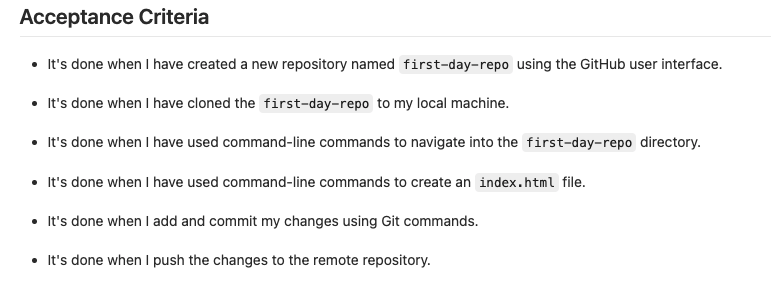 Acceptance Criteria
It's done when I have created a new repository named first-day-repo using the GitHub user interface.
It's done when I have cloned the first-day-repo to my local machine.
It's done when I have used command-line commands to navigate into the first-day-repo directory.
It's done when I have used command-line commands to create an index.html file.
It's done when I add and commit my changes using Git commands.
It's done when I push the changes to the remote repository.